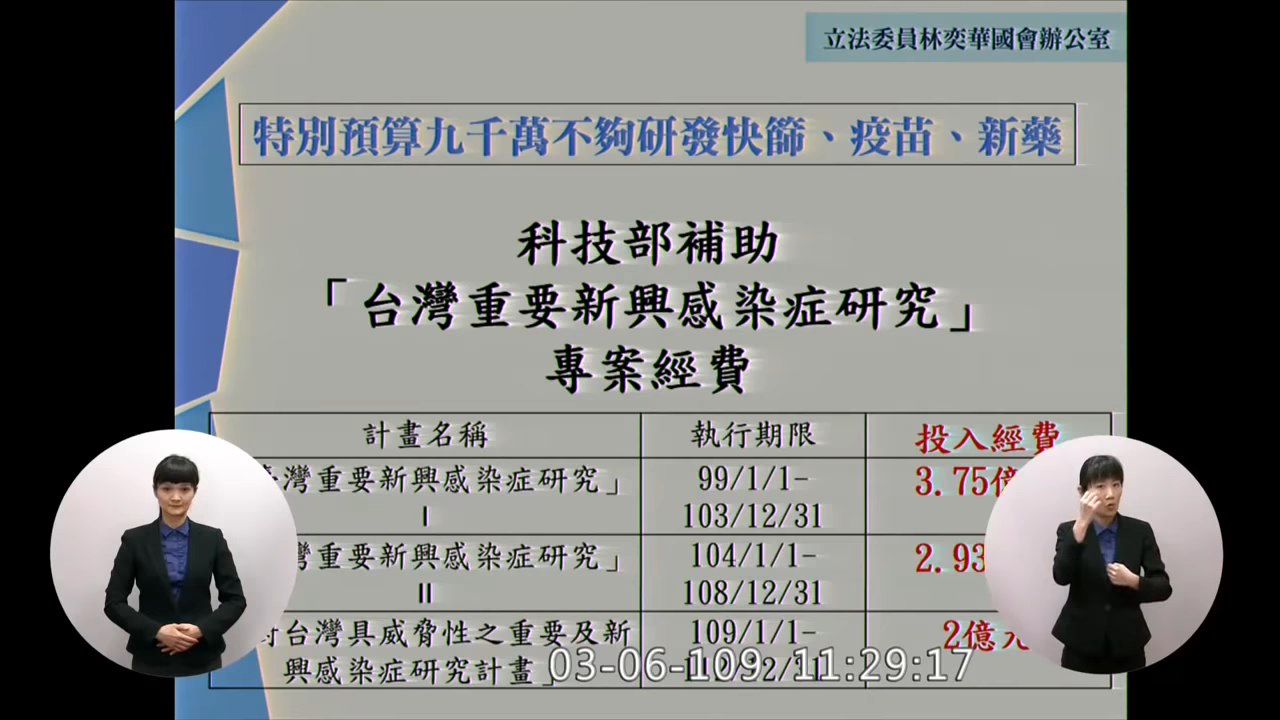 立法委員林奕華國會辦公室
特別預算九千萬不夠研發快篩、疫苗、新藥
科技部補助
「台灣重要新興感染症研究」
專案經費
計畫名稱 執行期限 投入經費
灣重要新興感染症研究」 99/1/1- 3.75億
I 103/12/31
灣重要新興感染症研究」 104/1/1- 2.93
II 108/12/31
台灣具威脅性之重要及新 109/1/1- 2億元
興感染症研究計畫」
03-06-109 11:29:17